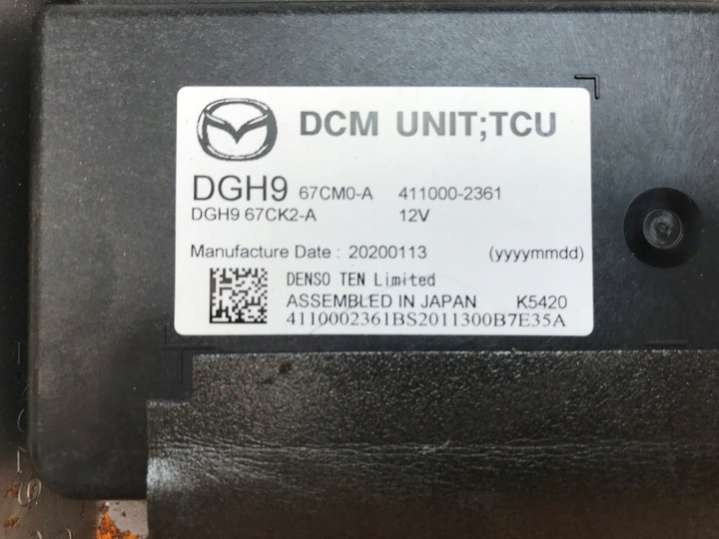 DCM UNIT;TCU
DGH9 67CM0-A 411000-2361
DGH9 67CK2-A 12V
Manufacture Date : 20200113 (yyyymmdd)
DENSO TEN Limited
ASSEMBLED IN JAPAN K5420
4110002361BS2011300B7E35A